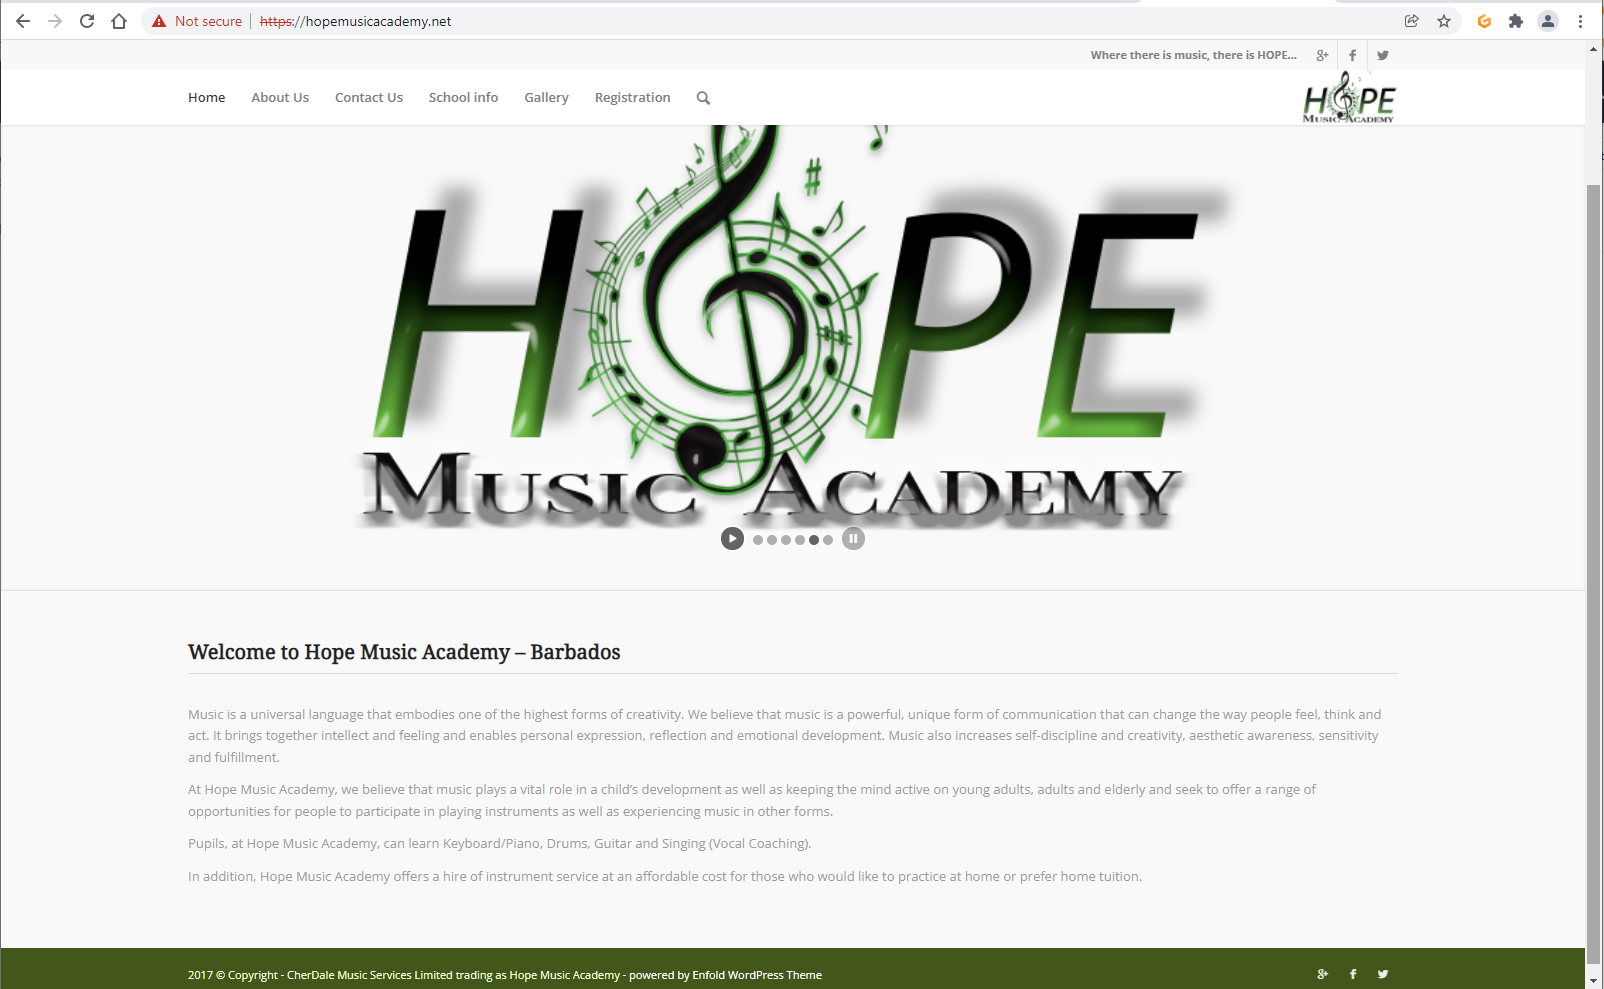 Not secure https://hopemusicacademy.net
Where there is music, there is HOPE...
Home About Us Contact Us School info Gallery Registration
HOPE
MUSIC ACADEMY
HOPE
MUSIC ACADEMY
Welcome to Hope Music Academy – Barbados
Music is a universal language that embodies one of the highest forms of creativity. We believe that music is a powerful, unique form of communication that can change the way people feel, think and
act. It brings together intellect and feeling and enables personal expression, reflection and emotional development. Music also increases self-discipline and creativity, aesthetic awareness, sensitivity
and fulfillment.
At Hope Music Academy, we believe that music plays a vital role in a child’s development as well as keeping the mind active on young adults, adults and elderly and seek to offer a range of
opportunities for people to participate in playing instruments as well as experiencing music in other forms.
Pupils, at Hope Music Academy, can learn Keyboard/Piano, Drums, Guitar and Singing (Vocal Coaching).
In addition, Hope Music Academy offers a hire of instrument service at an affordable cost for those who would like to practice at home or prefer home tuition.
2017 © Copyright - CherDale Music Services Limited trading as Hope Music Academy - powered by Enfold WordPress Theme